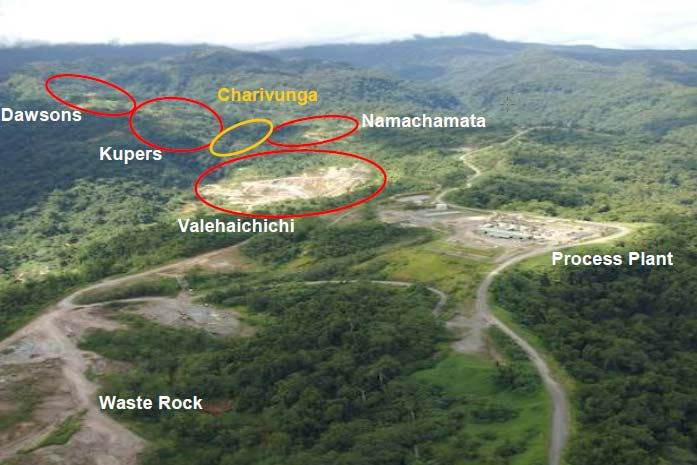 Charivunga
Dawsons
Namachamata
Kupers
Valehaichichi
Process Plant
Waste Rock